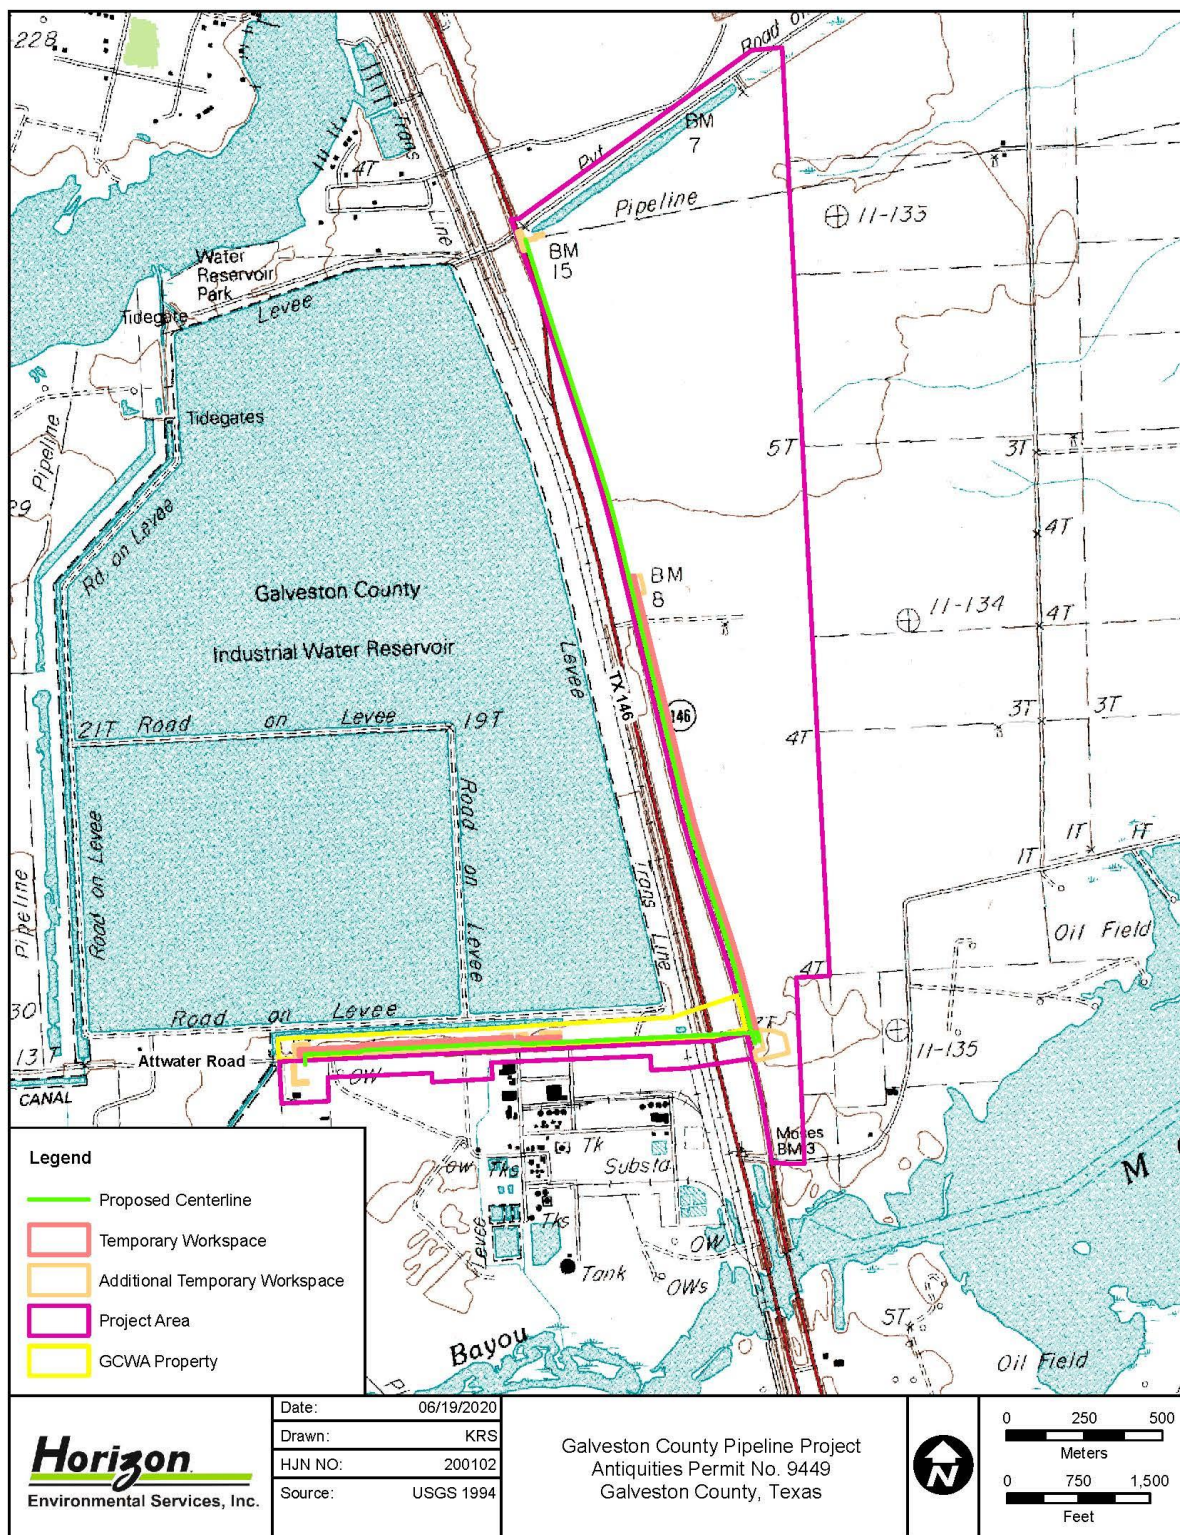 -228
Road on
Trans
4T
BM
7
Pvt
Pipeline
11-133
Line
BM
15
Water
Reservoir
Park
Levee
Tidegate
Tidegates
Pipeline
29
Rd. on Levee
5T
3T
4T
Galveston County
Industrial Water Reservoir
BM
8
11-134
4T
Levee
TX 146
146
21T Road on Levee 19T
3T
3T
4T
Road on Levee
Road on Levee
Pipeline
1T
1T
1T
Trans
Line
4T
Oil Field
30
Road on Levee
13T
Attwater Road
OW
11-135
CANAL
Moses
BM 3
Tk
OW
Tks
Substa
M
Tks
Levee
OW
Tank
OWs
5T
Bayou
Oil Field
Legend
Proposed Centerline
Temporary Workspace
Additional Temporary Workspace
Project Area
GCWA Property
Horizon
Environmental Services, Inc.
Date: 06/19/2020
Drawn: KRS
HJN NO: 200102
Source: USGS 1994
Galveston County Pipeline Project
Antiquities Permit No. 9449
Galveston County, Texas
N
0 250 500
Meters
0 750 1,500
Feet